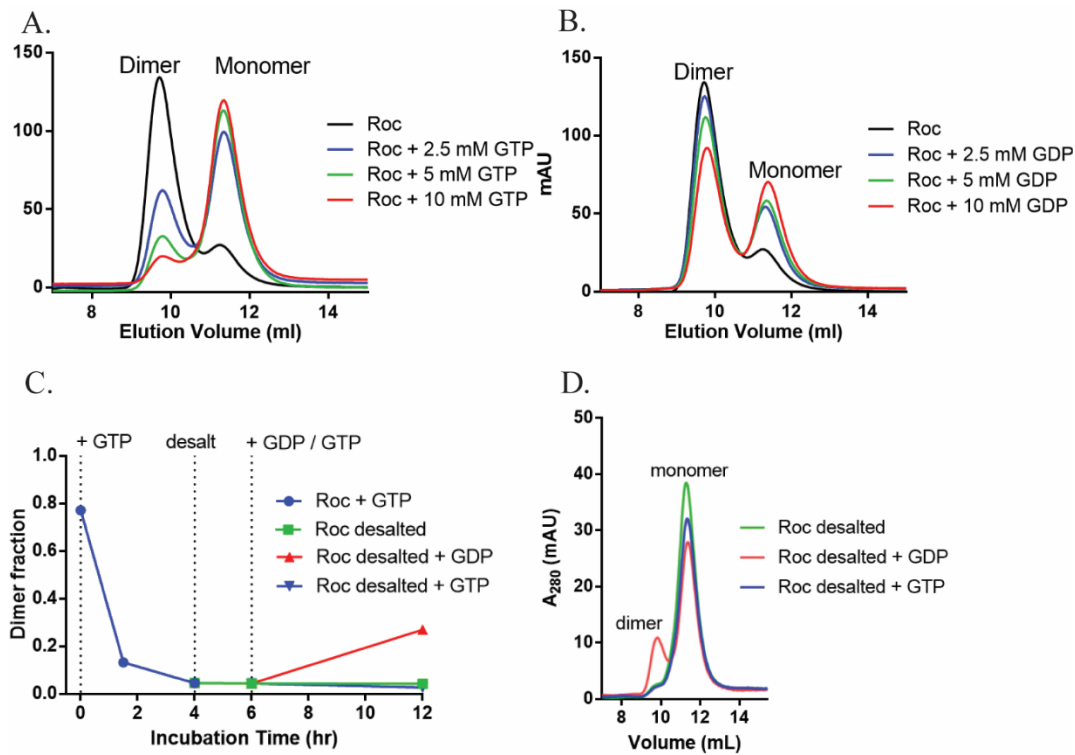 A.
150
100
50
0
8 10 12 14
Elution Volume (ml)
Dimer
Monomer
Roc
Roc + 2.5 mM GTP
Roc + 5 mM GTP
Roc + 10 mM GTP
B.
mAU
150
100
50
0
8 10 12 14
Elution Volume (ml)
Dimer
Monomer
Roc
Roc + 2.5 mM GDP
Roc + 5 mM GDP
Roc + 10 mM GDP
C.
+ GTP desalt + GDP / GTP
Dimer fraction
1.0
0.8
0.6
0.4
0.2
0.0
0 2 4 6 8 10 12
Incubation Time (hr)
Roc + GTP
Roc desalted
Roc desalted + GDP
Roc desalted + GTP
D.
A280 (mAU)
50
40
30
20
10
0
8 10 12 14
Volume (mL)
monomer
dimer
Roc desalted
Roc desalted + GDP
Roc desalted + GTP